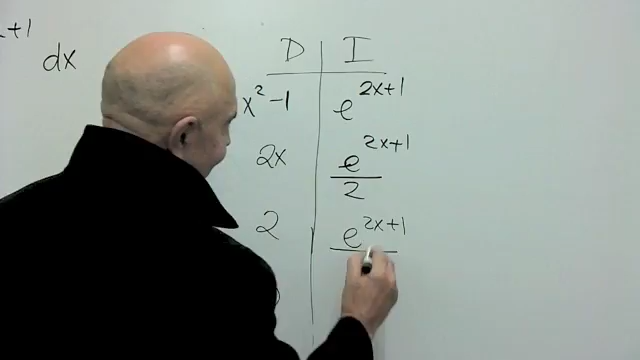 x+1 dx
D I
x² -1 e^{2x+1}
2x e^{2x+1}/2
2 e^{2x+1}